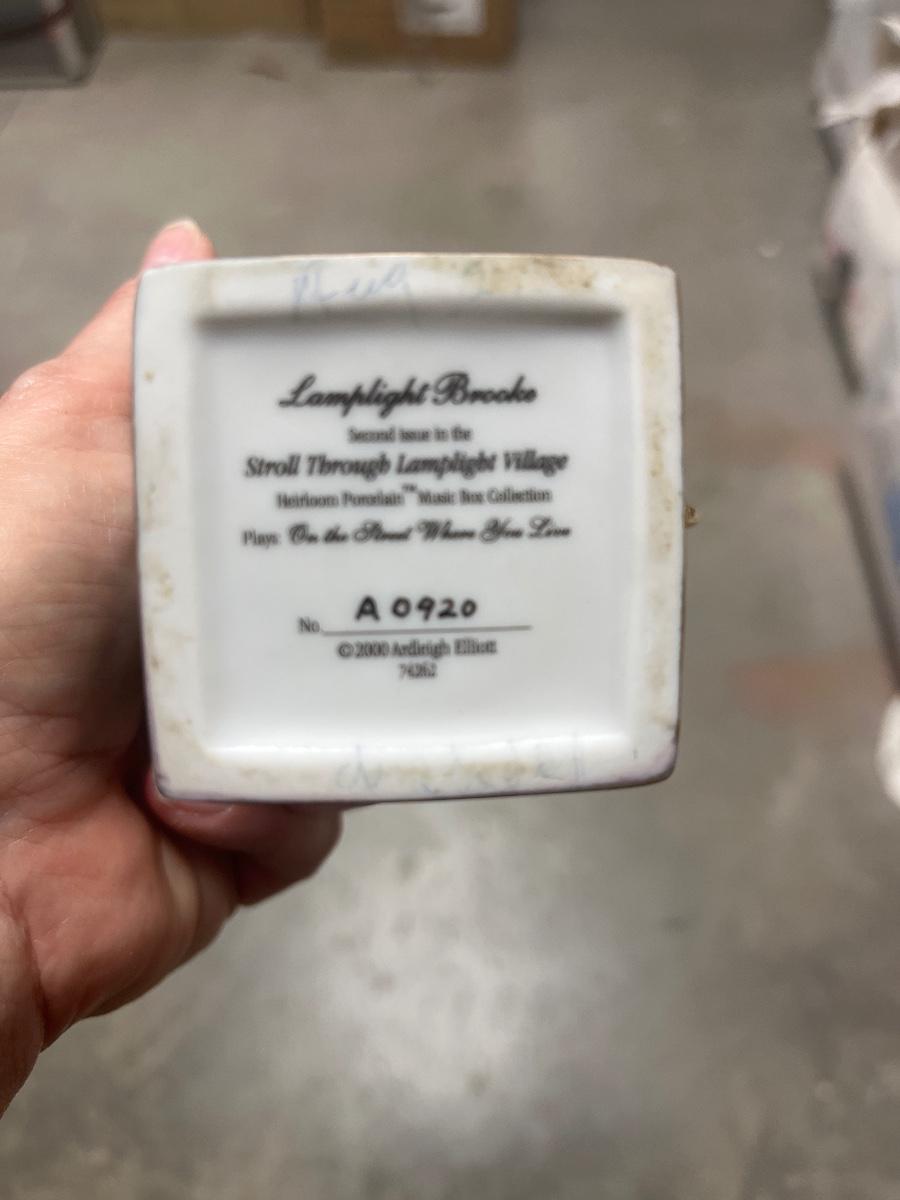 Lamplight Brooke
Second issue in the
Stroll Through Lamplight Village
Heirloom Porcelain™ Music Box Collection
Plays: On the Street Where You Live
No. A 0920
©2000 Ardleigh Elliott
74262